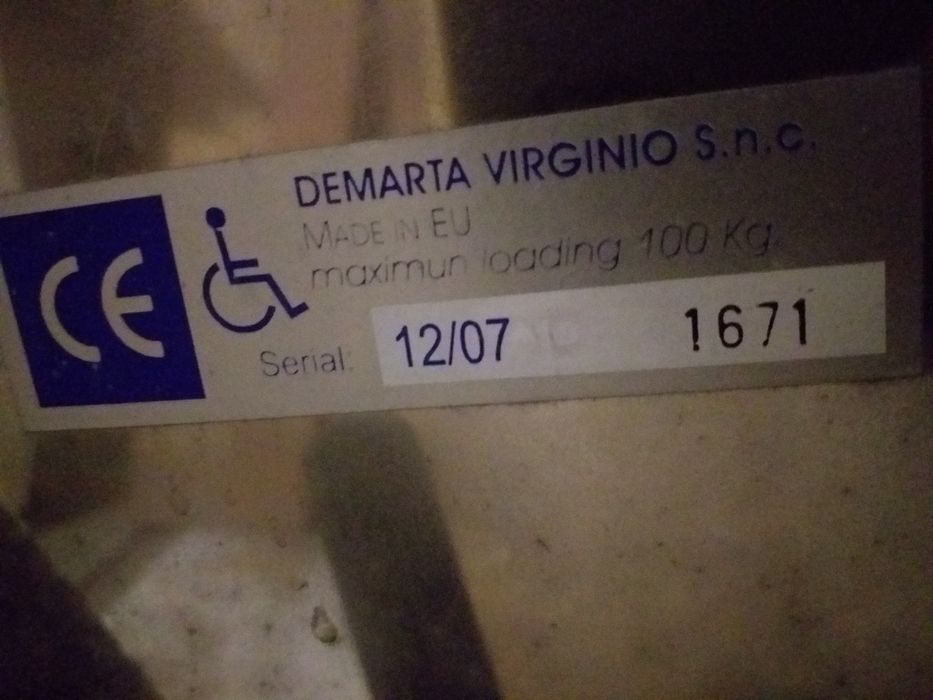 DEMARTA VIRGINIO S.n.c.
MADE IN EU
maximun loading 100 Kg.
CE
Serial: 12/07 1671